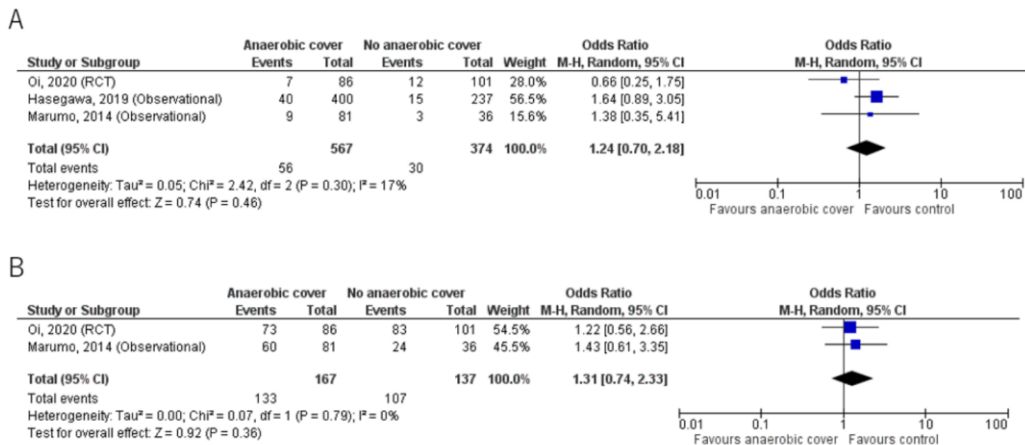 A
Anaerobic cover No anaerobic cover Odds Ratio Odds Ratio
Study or Subgroup Events Total Events Total Weight M-H, Random, 95% CI M-H, Random, 95% CI
Oi, 2020 (RCT) 7 86 12 101 28.0% 0.66 [0.25, 1.75]
Hasegawa, 2019 (Observational) 40 400 15 237 56.5% 1.64 [0.89, 3.05]
Marumo, 2014 (Observational) 9 81 3 36 15.6% 1.38 [0.35, 5.41]
Total (95% CI) 567 374 100.0% 1.24 [0.70, 2.18]
Total events 56 30
Heterogeneity: Tau² = 0.05; Chi² = 2.42, df = 2 (P = 0.30); I² = 17%
Test for overall effect: Z = 0.74 (P = 0.46)
0.01 0.1 1 10 100
Favours anaerobic cover Favours control
B
Anaerobic cover No anaerobic cover Odds Ratio Odds Ratio
Study or Subgroup Events Total Events Total Weight M-H, Random, 95% CI M-H, Random, 95% CI
Oi, 2020 (RCT) 73 86 83 101 54.5% 1.22 [0.56, 2.66]
Marumo, 2014 (Observational) 60 81 24 36 45.5% 1.43 [0.61, 3.35]
Total (95% CI) 167 137 100.0% 1.31 [0.74, 2.33]
Total events 133 107
Heterogeneity: Tau² = 0.00; Chi² = 0.07, df = 1 (P = 0.79); I² = 0%
Test for overall effect: Z = 0.92 (P = 0.36)
0.01 0.1 1 10 100
Favours anaerobic cover Favours control